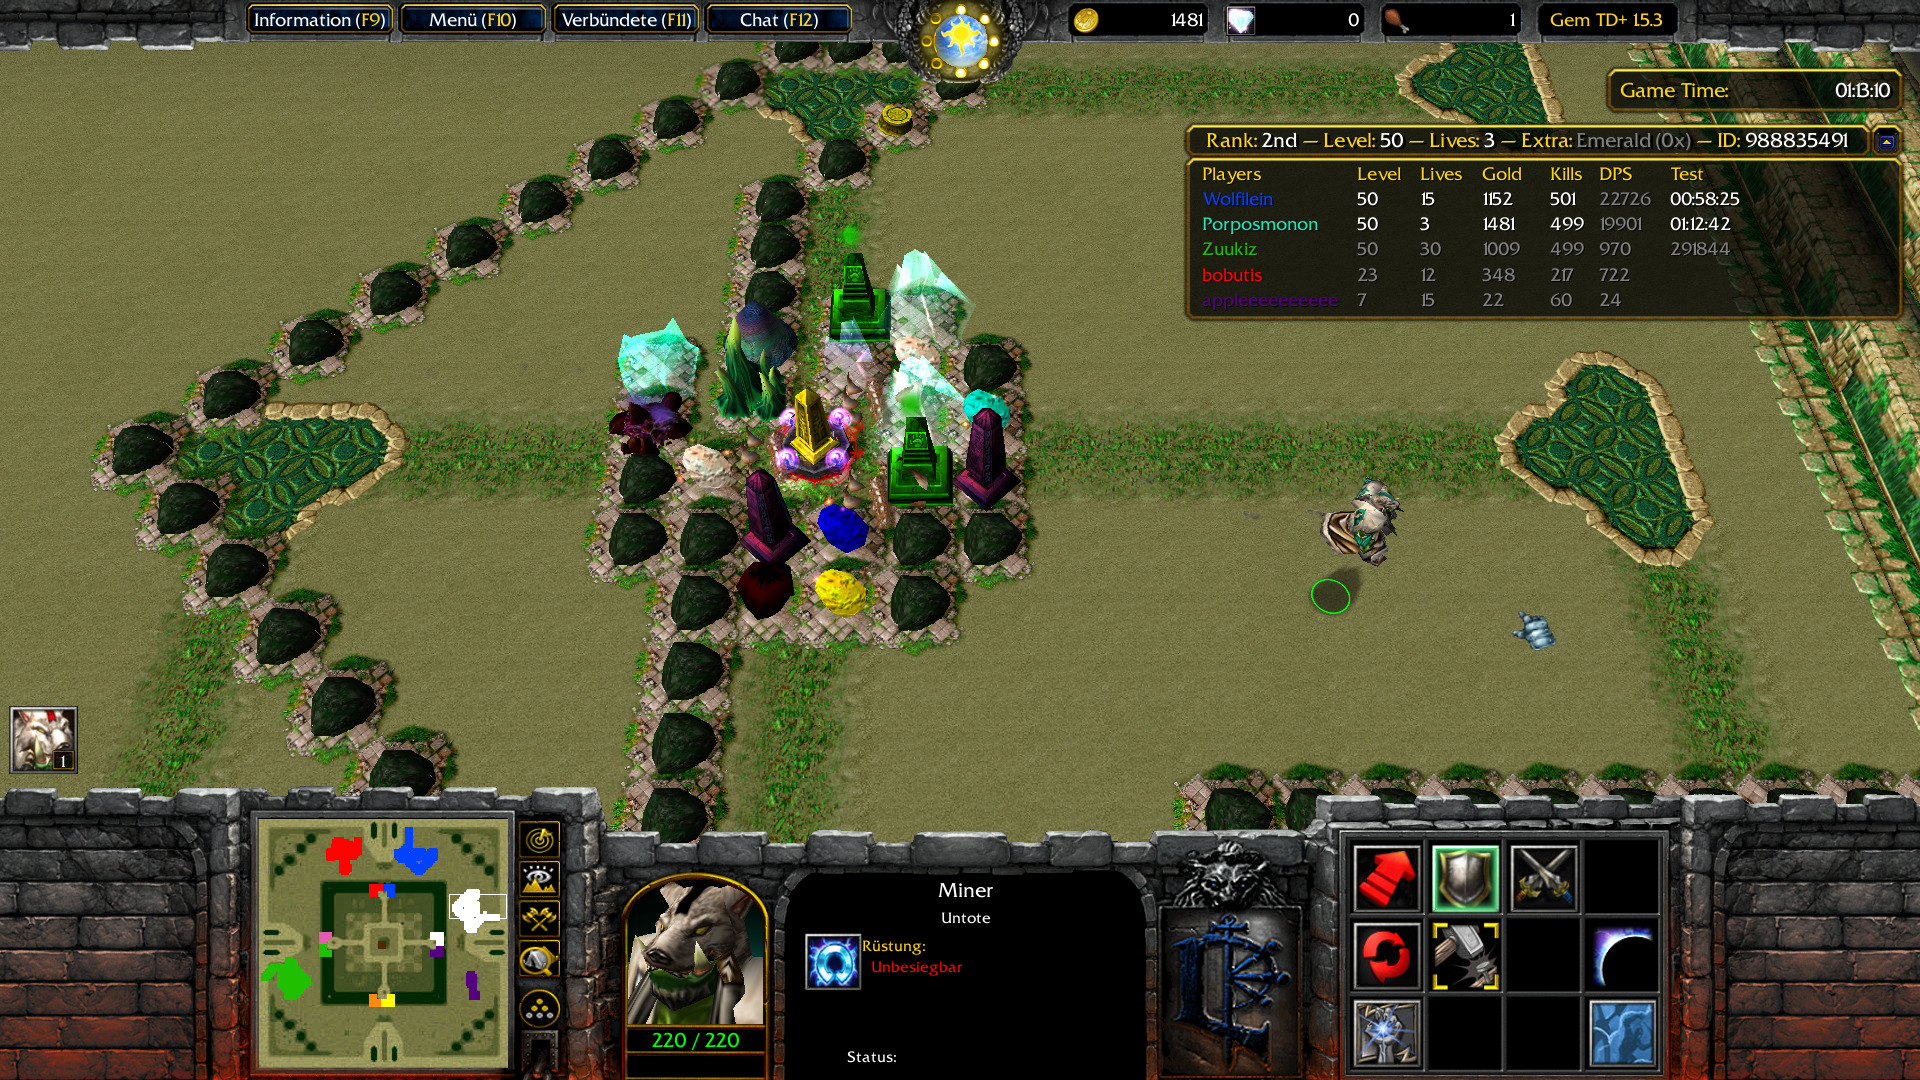 Information (F9) Menü (F10) Verbündete (F11) Chat (F12) 1481 0 1 Gem TD+ 15.3
Game Time: 01:13:10
Rank: 2nd — Level: 50 — Lives: 3 — Extra: Emerald (0x) — ID: 988835491
Players Level Lives Gold Kills DPS Test
Wolfilein 50 15 1152 501 22726 00:58:25
Porposmonon 50 3 1481 499 19901 01:12:42
Zuukiz 50 30 1009 499 970 291844
bobutis 23 12 348 217 722
appleeeeeeeeeee 7 15 22 60 24
1
Miner
Untote
Rüstung:
Unbesiegbar
220 / 220
Status: